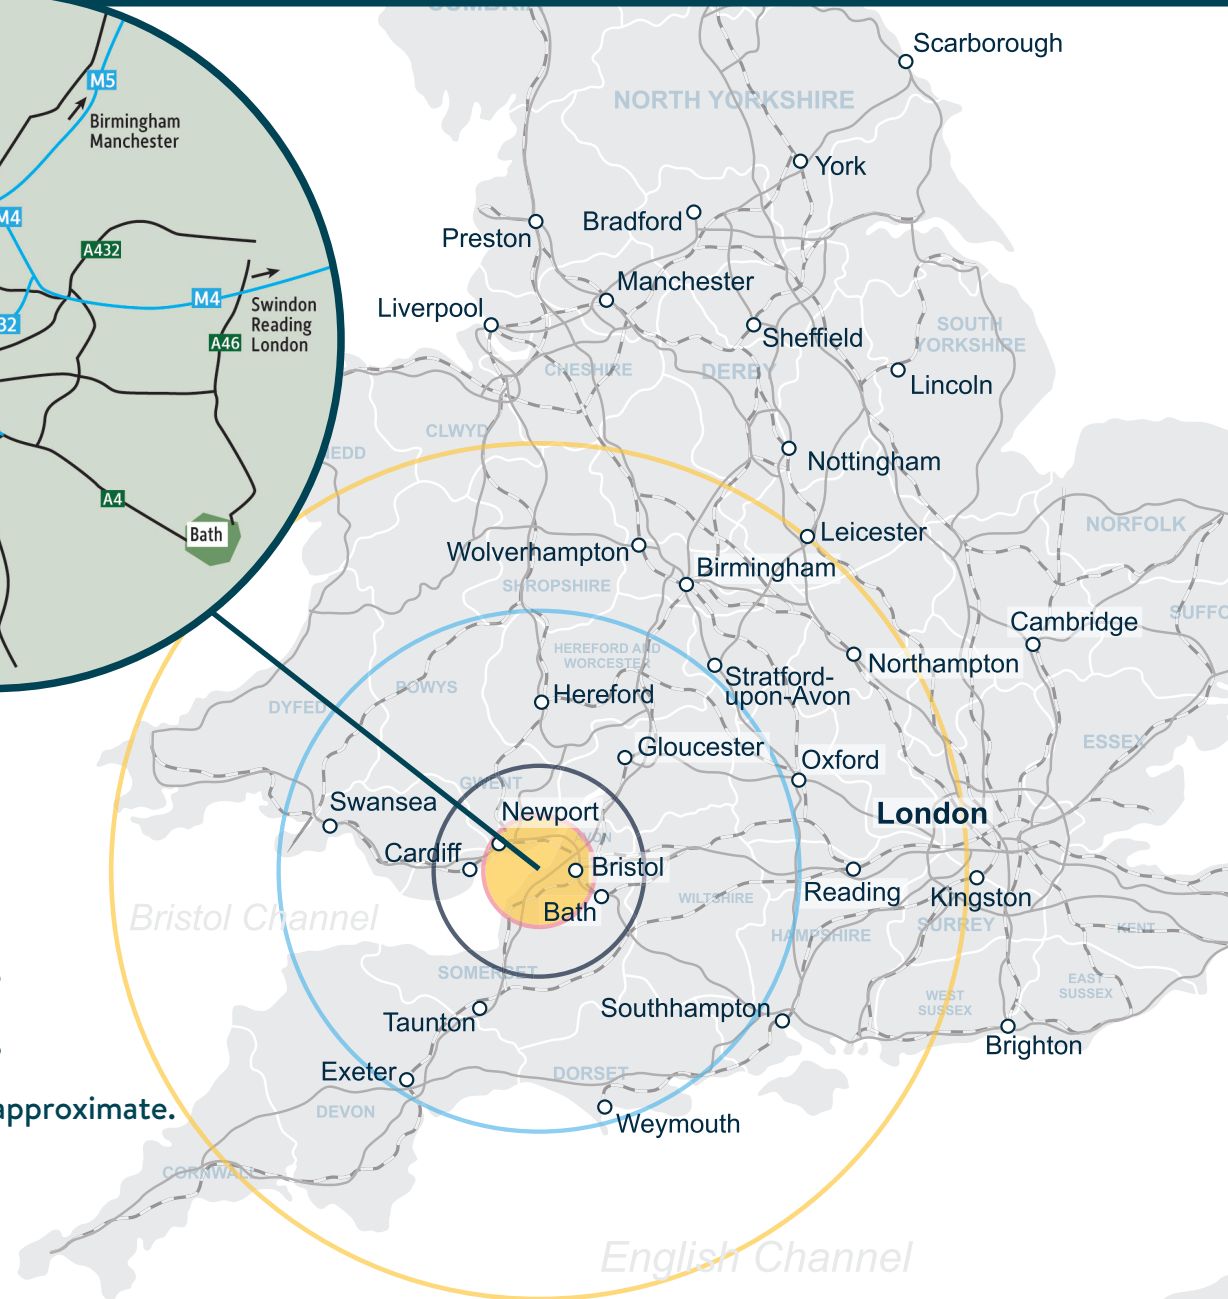 Scarborough
NORTH YORKSHIRE
M5
Birmingham
Manchester
York
M4
A432
Bradford
Preston
Manchester
M4
Swindon
Reading
London
Liverpool
32
A46
SOUTH
YORKSHIRE
Sheffield
CHESHIRE
DERBY
Lincoln
CLWYD
EDD
Nottingham
A4
Bath
NORFOLK
Leicester
Wolverhampton
Birmingham
SHROPSHIRE
SUFFO
Cambridge
HEREFORD AND
WORCESTER
Northampton
Stratford-
upon-Avon
POWYS
Hereford
DYFED
Gloucester
ESSEX
Oxford
GWENT
Swansea
Newport
London
AVON
Cardiff
Bristol
Reading
Kingston
WILTSHIRE
Bath
Bristol Channel
SURREY
KENT
HAMPSHIRE
SOMERSET
EAST
SUSSEX
WEST
SUSSEX
Southhampton
Taunton
Brighton
Exeter
DORSET
approximate.
DEVON
Weymouth
CORNWALL
English Channel